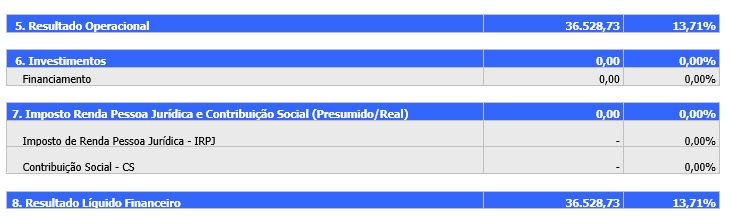 5. Resultado Operacional 36.528,73 13,71%
6. Investimentos 0,00 0,00%
Financiamento 0,00 0,00%
7. Imposto Renda Pessoa Jurídica e Contribuição Social (Presumido/Real) 0,00 0,00%
Imposto de Renda Pessoa Jurídica - IRPJ - 0,00%
Contribuição Social - CS - 0,00%
8. Resultado Líquido Financeiro 36.528,73 13,71%